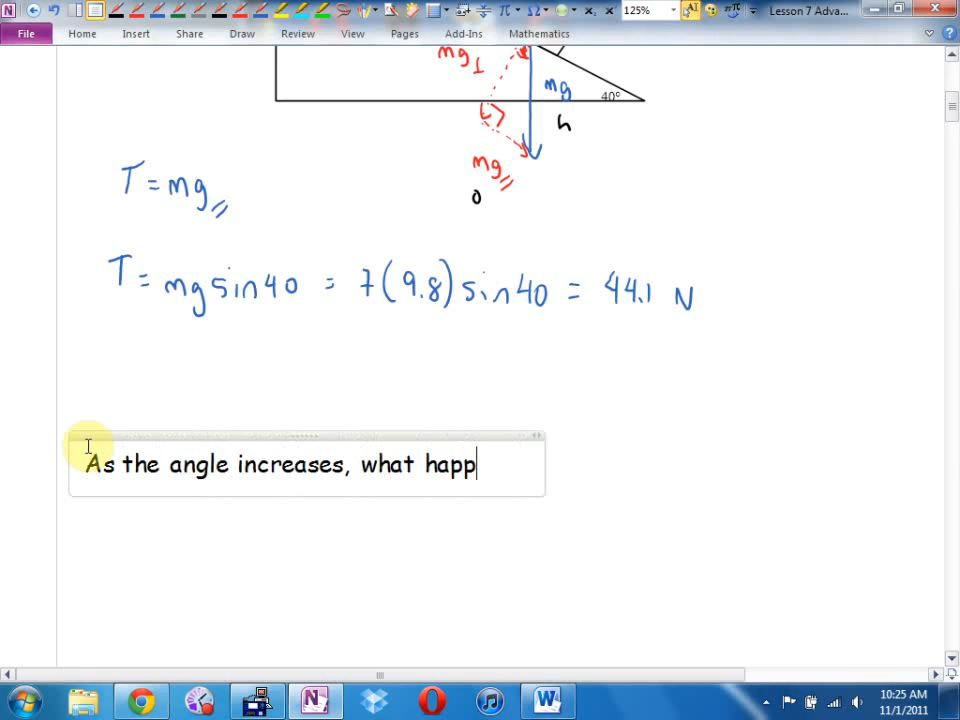 125%
Lesson 7 Adva...
File Home Insert Share Draw Review View Pages Add-Ins Mathematics
mg⊥
mg
40°
h
mg//
o
T = mg//
T = mg sin40 = 7(9.8) sin40 = 44.1 N
As the angle increases, what happ
10:25 AM
11/1/2011